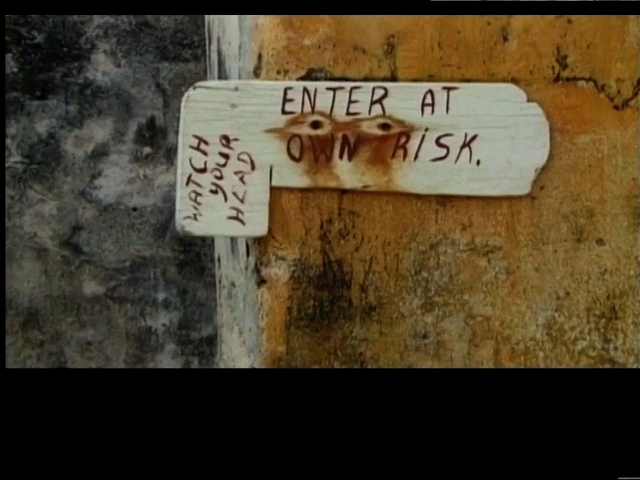 ENTER AT
OWN RISK.
WATCH
YOUR
HEAD